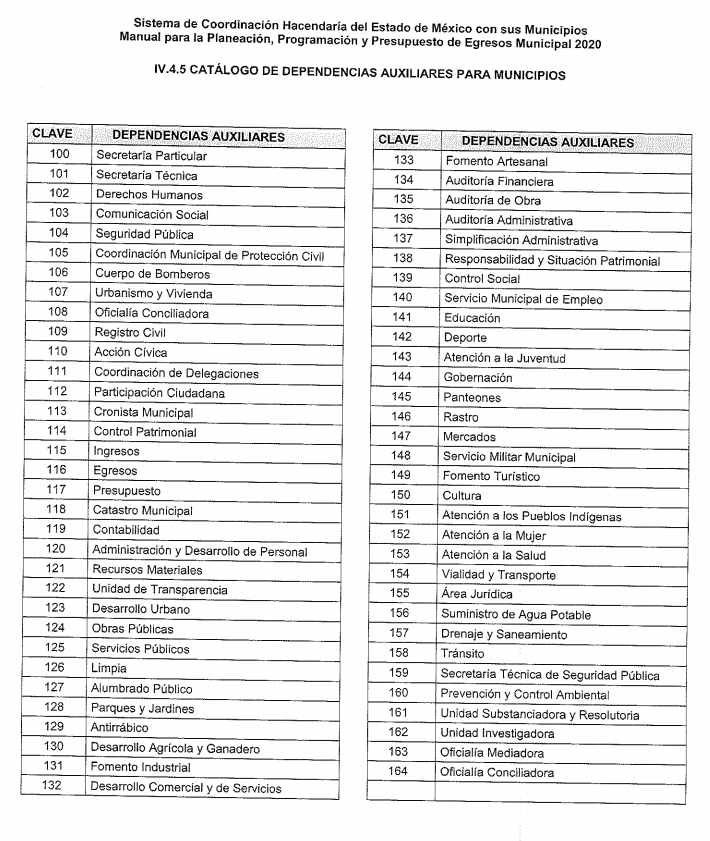 Sistema de Coordinación Hacendaría del Estado de México con sus Municipios
Manual para la Planeación, Programación y Presupuesto de Egresos Municipal 2020
IV.4.5 CATÁLOGO DE DEPENDENCIAS AUXILIARES PARA MUNICIPIOS
CLAVE DEPENDENCIAS AUXILIARES
100 Secretaría Particular
101 Secretaría Técnica
102 Derechos Humanos
103 Comunicación Social
104 Seguridad Pública
105 Coordinación Municipal de Protección Civil
106 Cuerpo de Bomberos
107 Urbanismo y Vivienda
108 Oficialía Conciliadora
109 Registro Civil
110 Acción Cívica
111 Coordinación de Delegaciones
112 Participación Ciudadana
113 Cronista Municipal
114 Control Patrimonial
115 Ingresos
116 Egresos
117 Presupuesto
118 Catastro Municipal
119 Contabilidad
120 Administración y Desarrollo de Personal
121 Recursos Materiales
122 Unidad de Transparencia
123 Desarrollo Urbano
124 Obras Públicas
125 Servicios Públicos
126 Limpia
127 Alumbrado Público
128 Parques y Jardines
129 Antirrábico
130 Desarrollo Agrícola y Ganadero
131 Fomento Industrial
132 Desarrollo Comercial y de Servicios
CLAVE DEPENDENCIAS AUXILIARES
133 Fomento Artesanal
134 Auditoría Financiera
135 Auditoría de Obra
136 Auditoría Administrativa
137 Simplificación Administrativa
138 Responsabilidad y Situación Patrimonial
139 Control Social
140 Servicio Municipal de Empleo
141 Educación
142 Deporte
143 Atención a la Juventud
144 Gobernación
145 Panteones
146 Rastro
147 Mercados
148 Servicio Militar Municipal
149 Fomento Turístico
150 Cultura
151 Atención a los Pueblos Indígenas
152 Atención a la Mujer
153 Atención a la Salud
154 Vialidad y Transporte
155 Área Jurídica
156 Suministro de Agua Potable
157 Drenaje y Saneamiento
158 Tránsito
159 Secretaría Técnica de Seguridad Pública
160 Prevención y Control Ambiental
161 Unidad Substanciadora y Resolutoria
162 Unidad Investigadora
163 Oficialía Mediadora
164 Oficialía Conciliadora